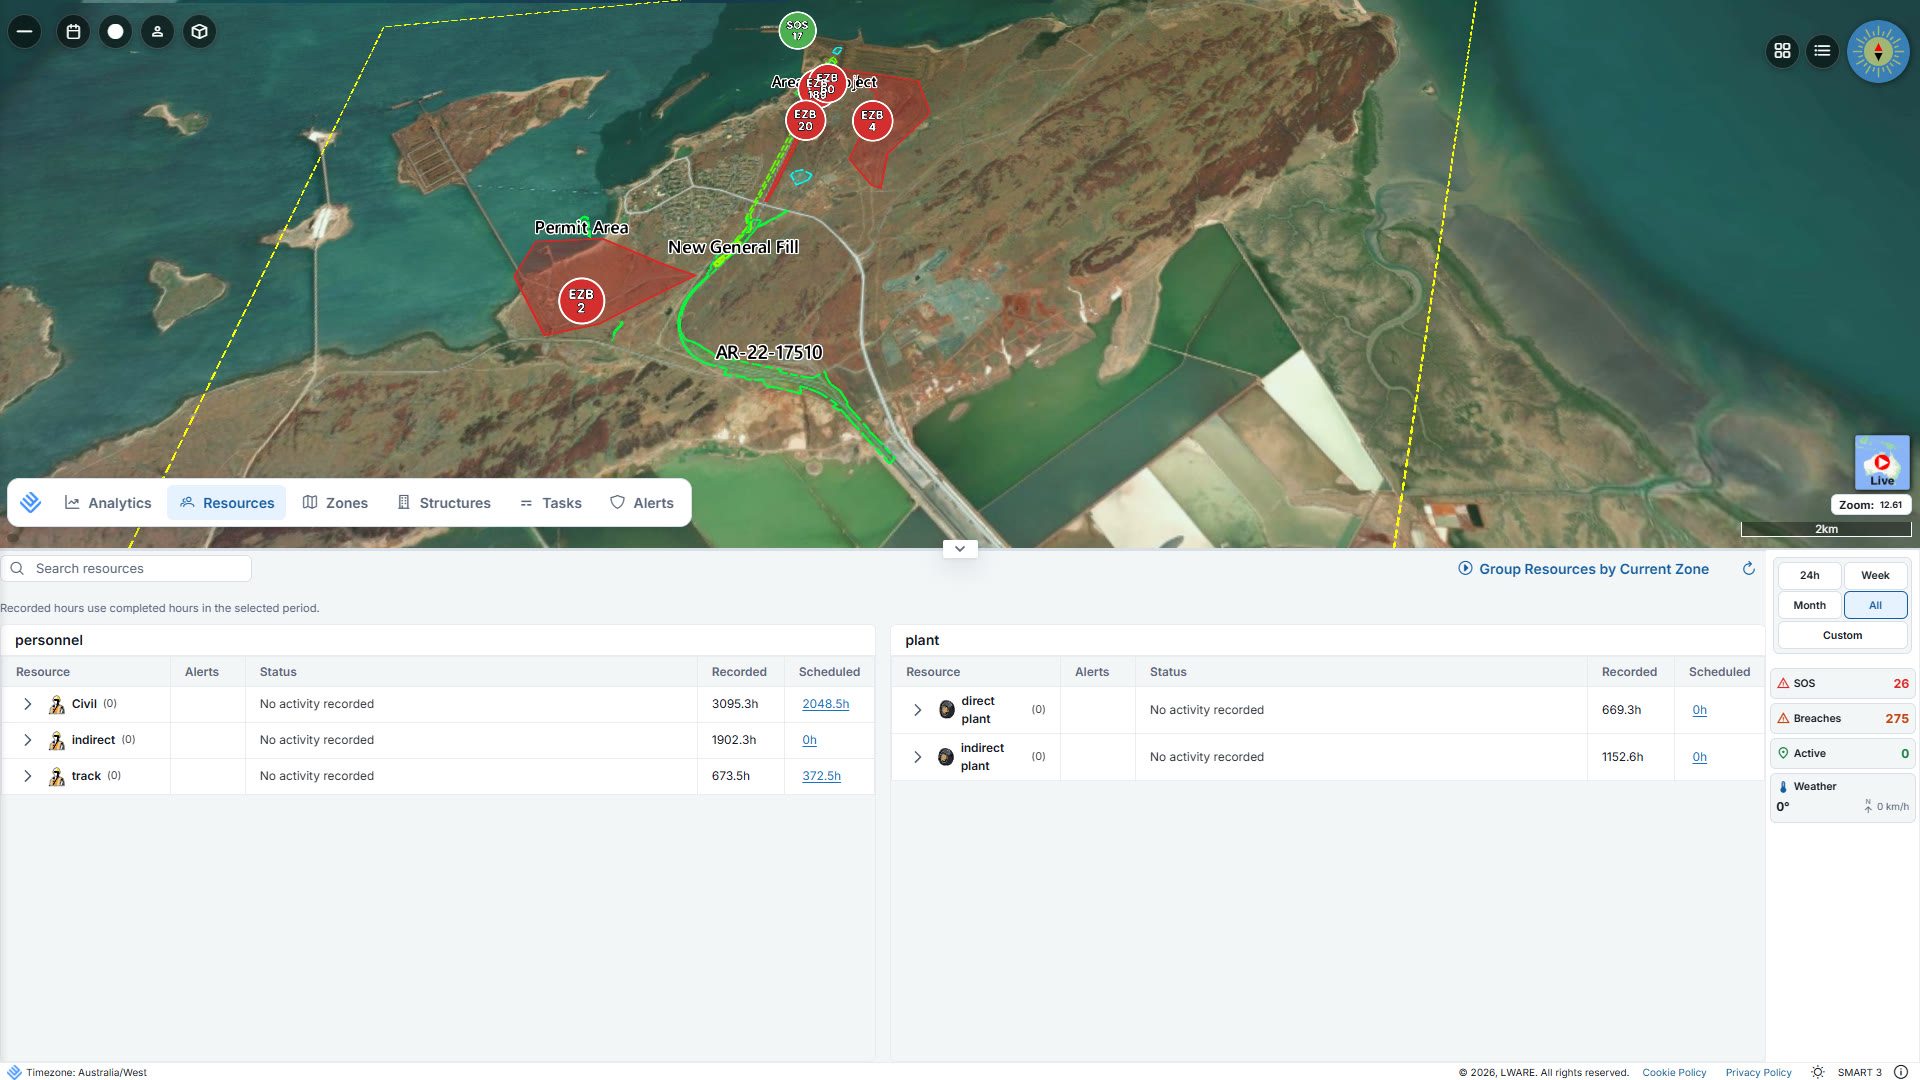 SOS
17
EZB
EZB
189
EZB
20
EZB
4
Permit Area
New General Fill
EZB
2
AR-22-17510
Live
Zoom: 12.61
2km
Analytics
Resources
Zones
Structures
Tasks
Alerts
Search resources
Group Resources by Current Zone
Recorded hours use completed hours in the selected period.
personnel
Resource Alerts Status Recorded Scheduled
Civil (0) No activity recorded 3095.3h 2048.5h
indirect (0) No activity recorded 1902.3h 0h
track (0) No activity recorded 673.5h 372.5h
plant
Resource Alerts Status Recorded Scheduled
direct plant (0) No activity recorded 669.3h 0h
indirect plant (0) No activity recorded 1152.6h 0h
24h Week
Month All
Custom
SOS 26
Breaches 275
Active 0
Weather
0° N 0 km/h
Timezone: Australia/West
© 2026, LWARE. All rights reserved. Cookie Policy Privacy Policy SMART 3